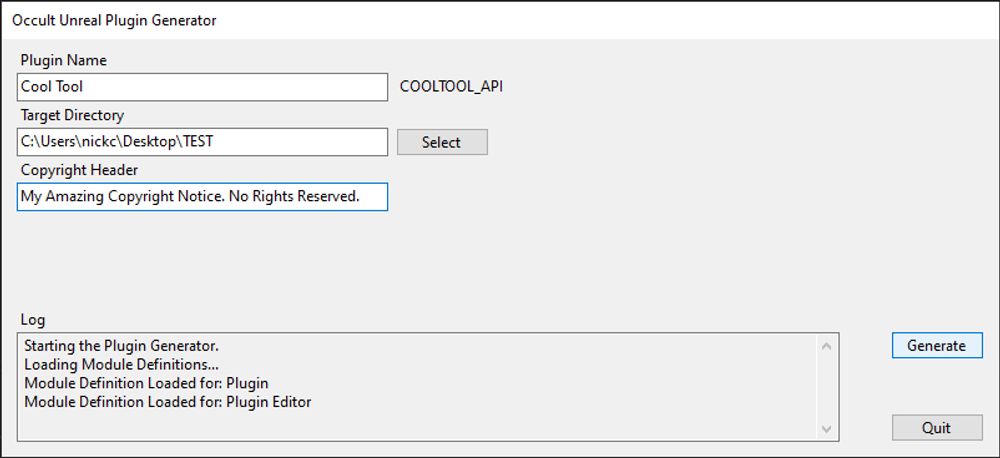 Occult Unreal Plugin Generator
Plugin Name
Cool Tool
COOLTOOL_API
Target Directory
C:\Users\nickc\Desktop\TEST
Select
Copyright Header
My Amazing Copyright Notice. No Rights Reserved.
Log
Starting the Plugin Generator.
Loading Module Definitions...
Module Definition Loaded for: Plugin
Module Definition Loaded for: Plugin Editor
Generate
Quit